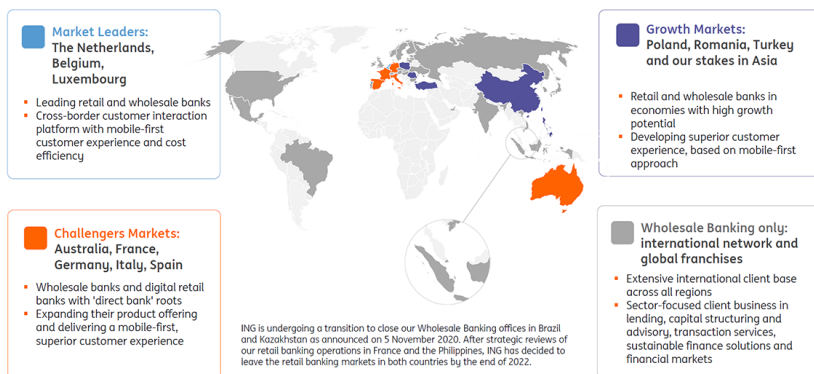 Market Leaders:
The Netherlands,
Belgium,
Luxembourg
▪ Leading retail and wholesale banks
▪ Cross-border customer interaction
platform with mobile-first
customer experience and cost
efficiency
Growth Markets:
Poland, Romania, Turkey
and our stakes in Asia
▪ Retail and wholesale banks in
economies with high growth
potential
▪ Developing superior customer
experience, based on mobile-first
approach
Challengers Markets:
Australia, France,
Germany, Italy, Spain
▪ Wholesale banks and digital retail
banks with 'direct bank' roots
▪ Expanding their product offering
and delivering a mobile-first,
superior customer experience
Wholesale Banking only:
international network and
global franchises
▪ Extensive international client base
across all regions
▪ Sector-focused client business in
lending, capital structuring and
advisory, transaction services,
sustainable finance solutions and
financial markets
ING is undergoing a transition to close our Wholesale Banking offices in Brazil
and Kazakhstan as announced on 5 November 2020. After strategic reviews of
our retail banking operations in France and the Philippines, ING has decided to
leave the retail banking markets in both countries by the end of 2022.